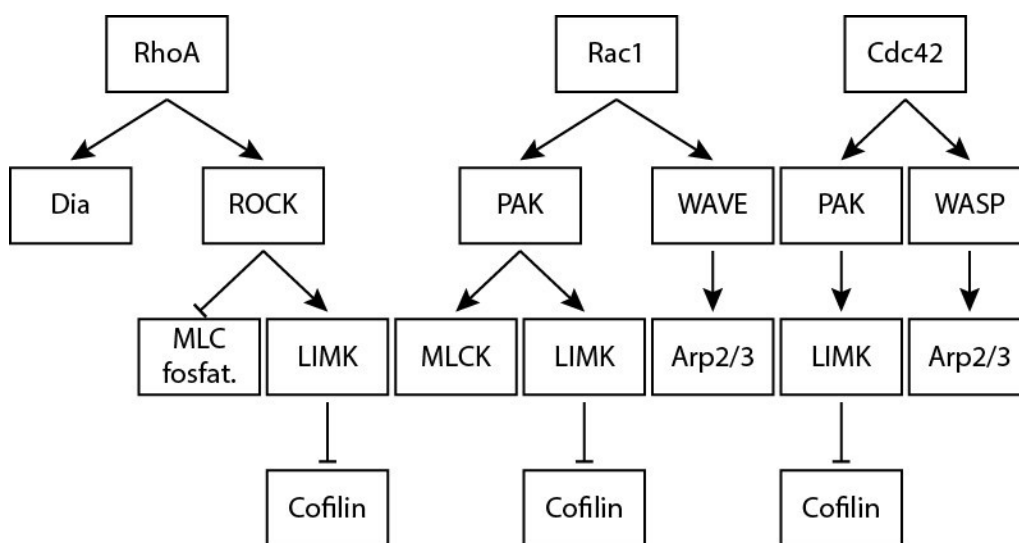 RhoA
Rac1
Cdc42
Dia
ROCK
PAK
WAVE
PAK
WASP
MLC
fosfat.
LIMK
MLCK
LIMK
Arp2/3
LIMK
Arp2/3
Cofilin
Cofilin
Cofilin